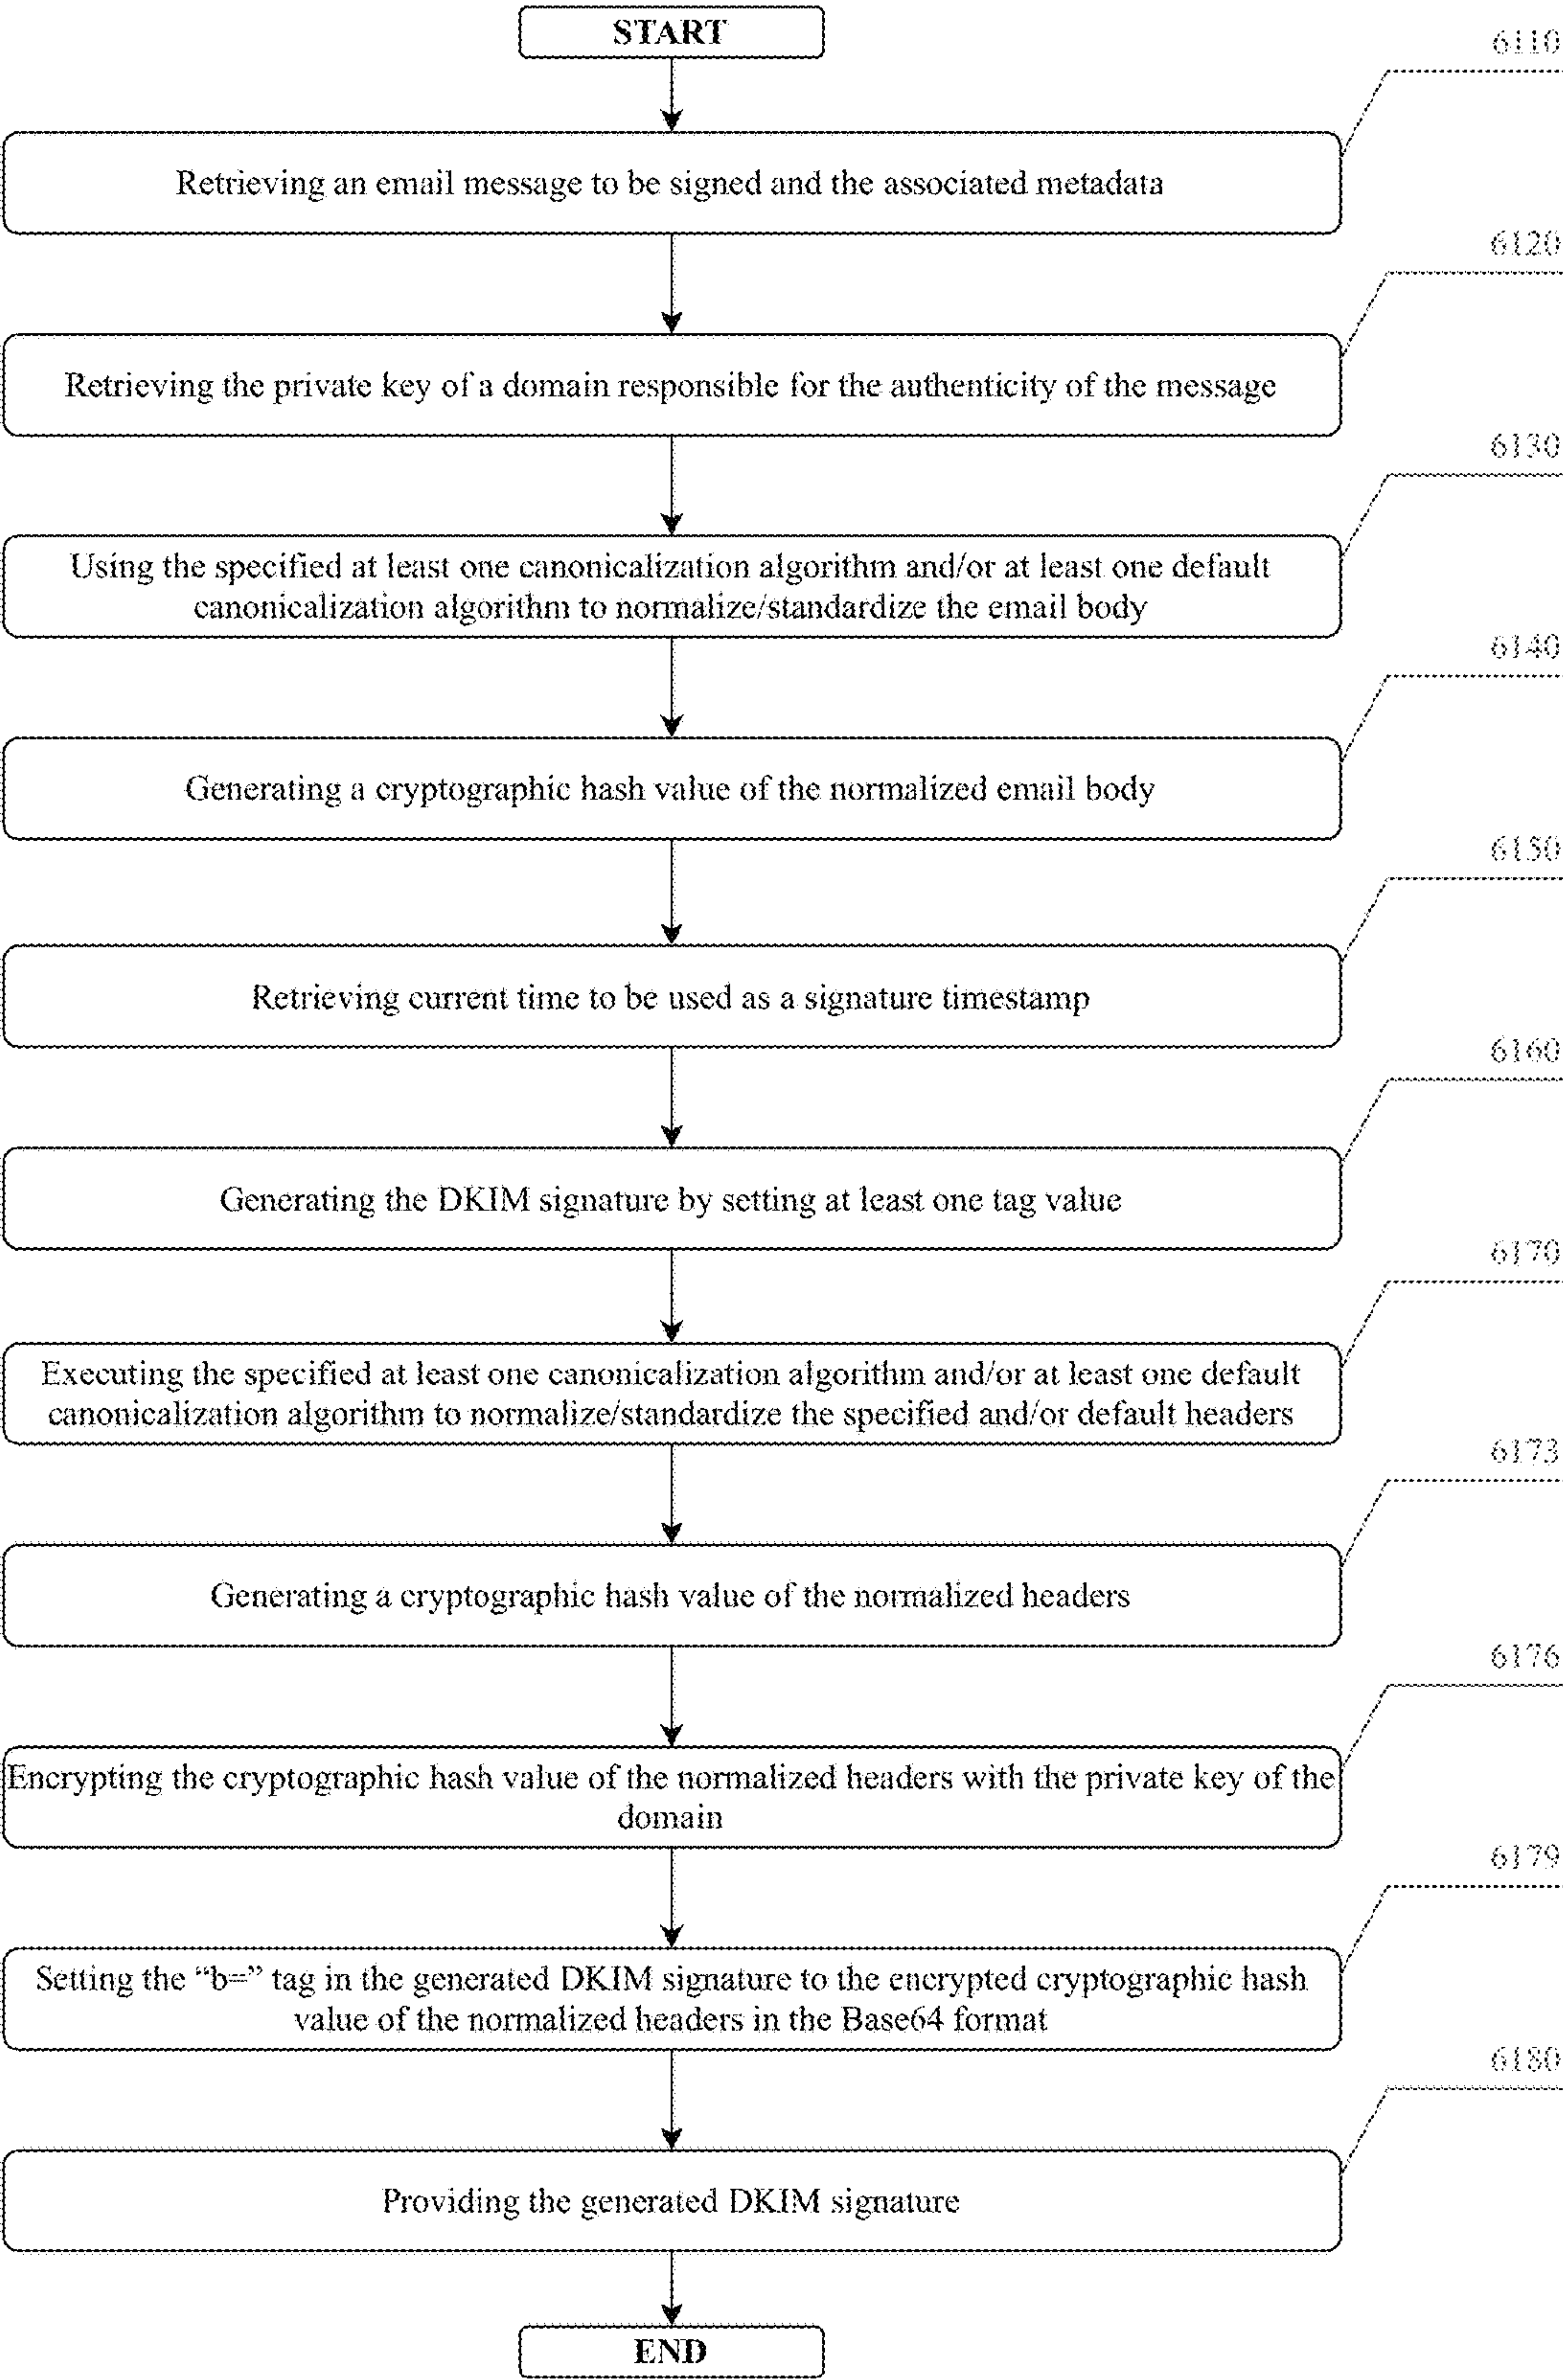 START
6110
Retrieving an email message to be signed and the associated metadata
6120
Retrieving the private key of a domain responsible for the authenticity of the message
6130
Using the specified at least one canonicalization algorithm and/or at least one default
canonicalization algorithm to normalize/standardize the email body
6140
Generating a cryptographic hash value of the normalized email body
6150
Retrieving current time to be used as a signature timestamp
6160
Generating the DKIM signature by setting at least one tag value
6170
Executing the specified at least one canonicalization algorithm and/or at least one default
canonicalization algorithm to normalize/standardize the specified and/or default headers
6173
Generating a cryptographic hash value of the normalized headers
6176
Encrypting the cryptographic hash value of the normalized headers with the private key of the
domain
6179
Setting the “b=” tag in the generated DKIM signature to the encrypted cryptographic hash
value of the normalized headers in the Base64 format
6180
Providing the generated DKIM signature
END